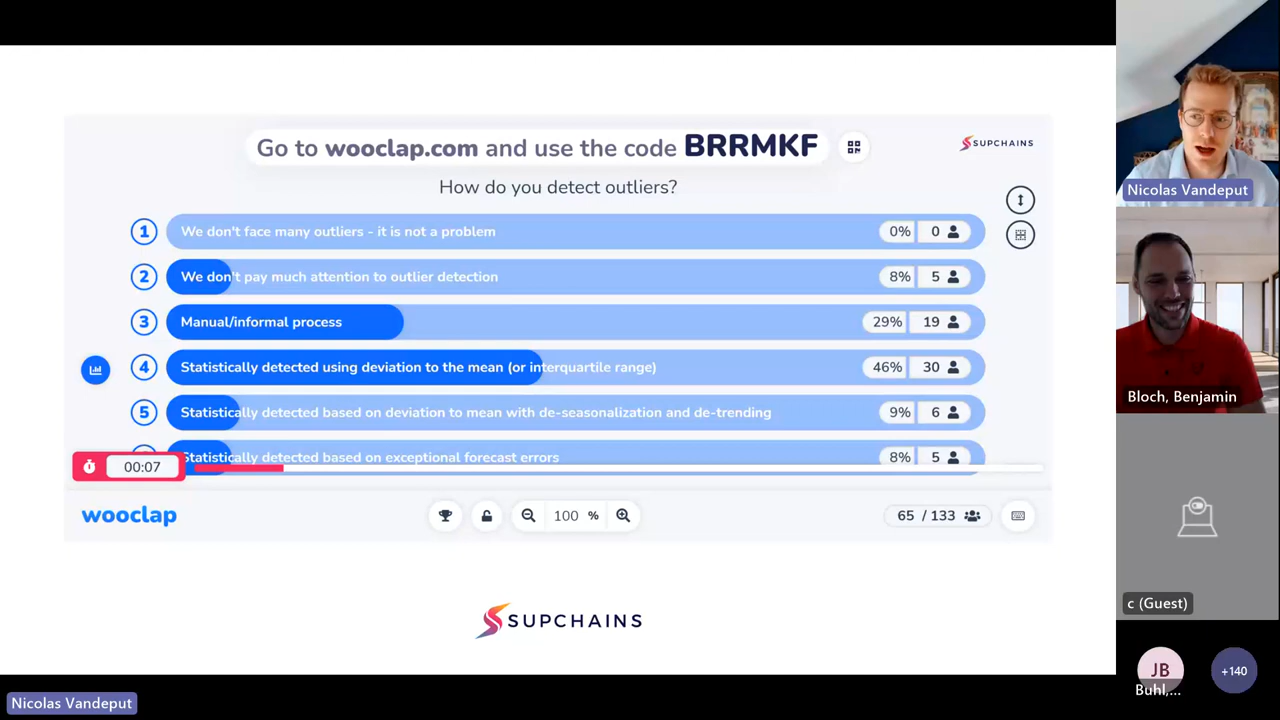 Go to wooclap.com and use the code BRRMKF
SUPCHAINS
How do you detect outliers?
1 We don't face many outliers - it is not a problem 0% 0
2 We don't pay much attention to outlier detection 8% 5
3 Manual/informal process 29% 19
4 Statistically detected using deviation to the mean (or interquartile range) 46% 30
5 Statistically detected based on deviation to mean with de-seasonalization and de-trending 9% 6
Statistically detected based on exceptional forecast errors 8% 5
00:07
wooclap
100 %
65 / 133
SUPCHAINS
Nicolas Vandeput
Nicolas Vandeput
Bloch, Benjamin
c (Guest)
JB
Buhl,...
+140